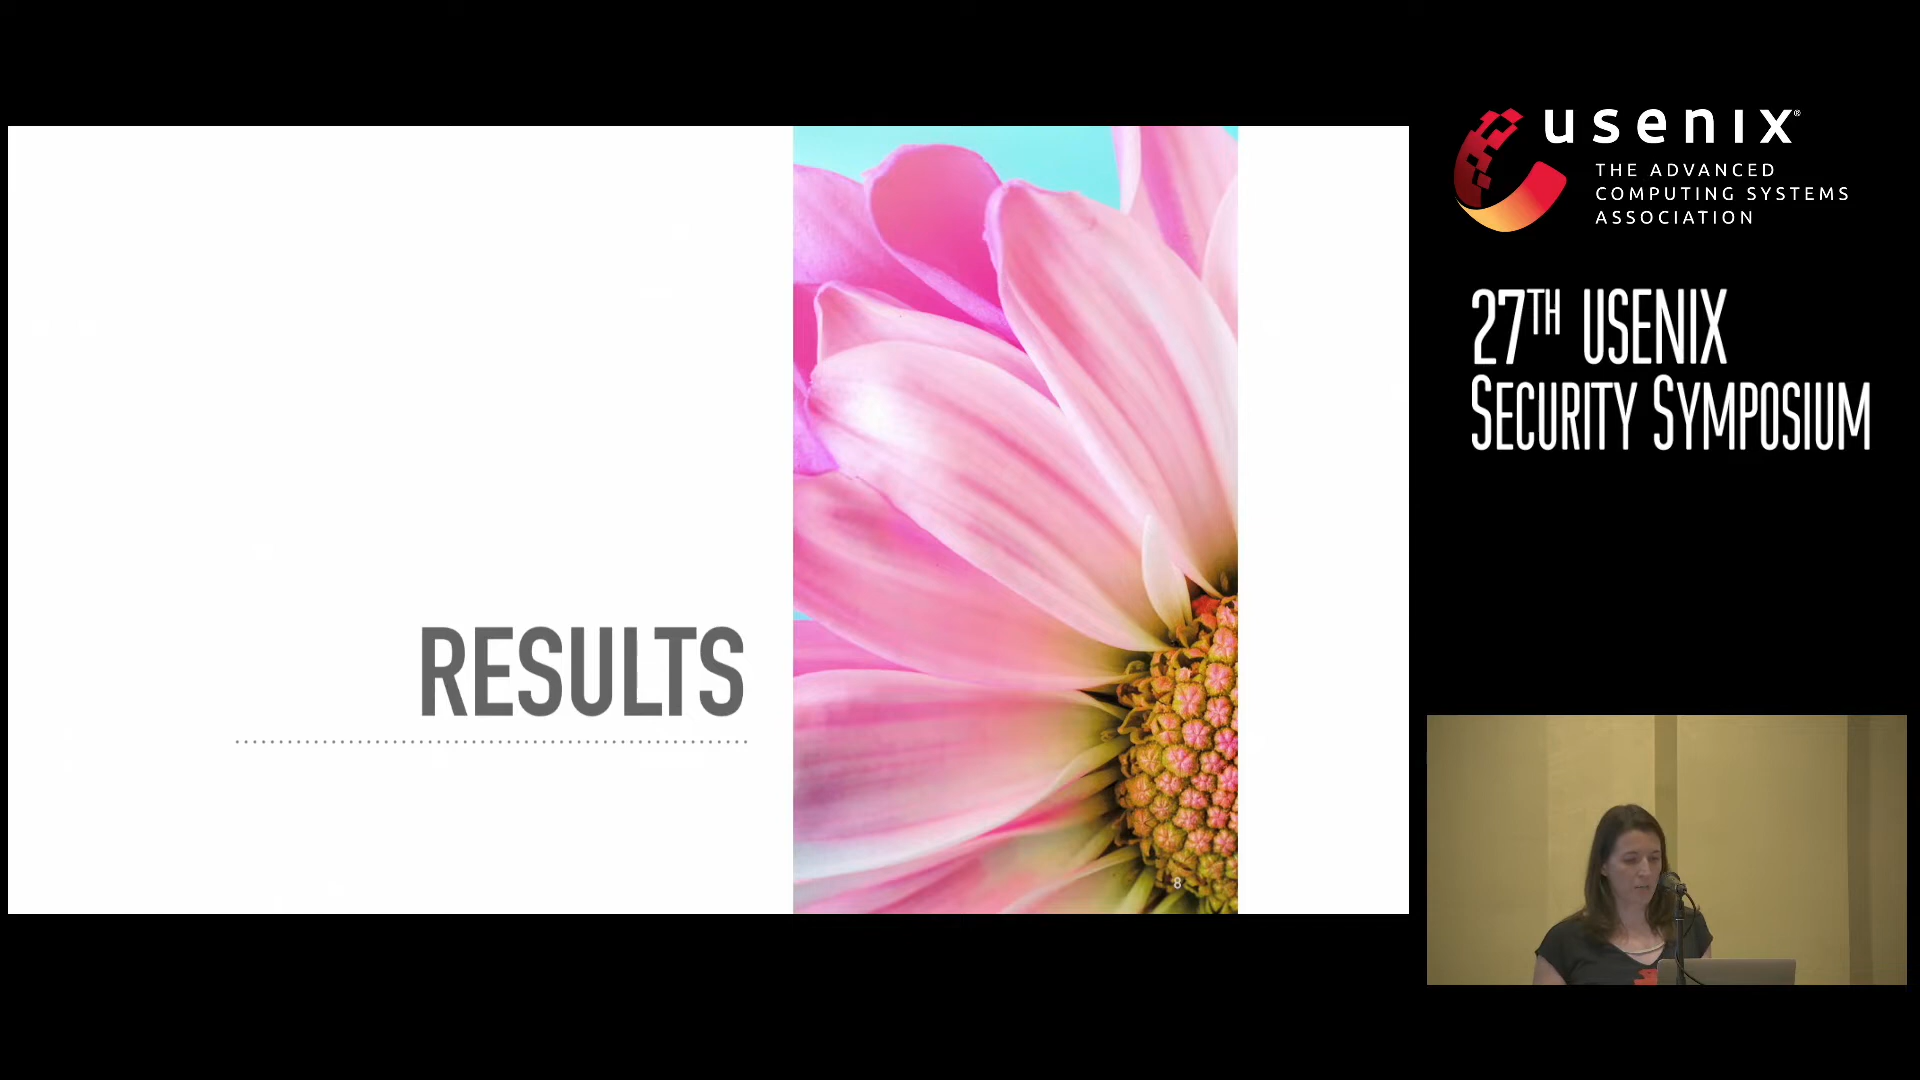 RESULTS
8
usenix®
THE ADVANCED
COMPUTING SYSTEMS
ASSOCIATION
27TH USENIX
SECURITY SYMPOSIUM